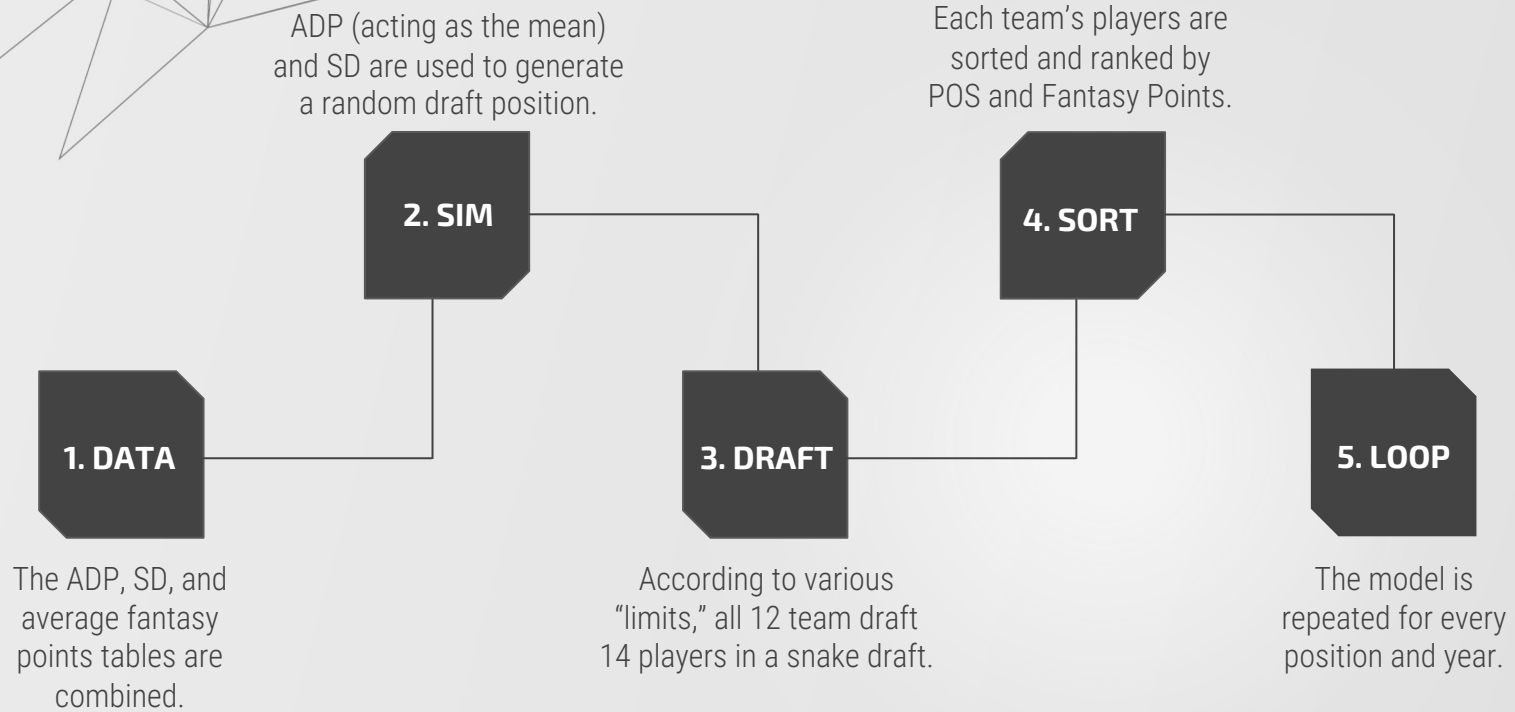 ADP (acting as the mean)
and SD are used to generate
a random draft position.
Each team’s players are
sorted and ranked by
POS and Fantasy Points.
2. SIM
4. SORT
1. DATA
3. DRAFT
5. LOOP
The ADP, SD, and
average fantasy
points tables are
combined.
According to various
“limits,” all 12 team draft
14 players in a snake draft.
The model is
repeated for every
position and year.